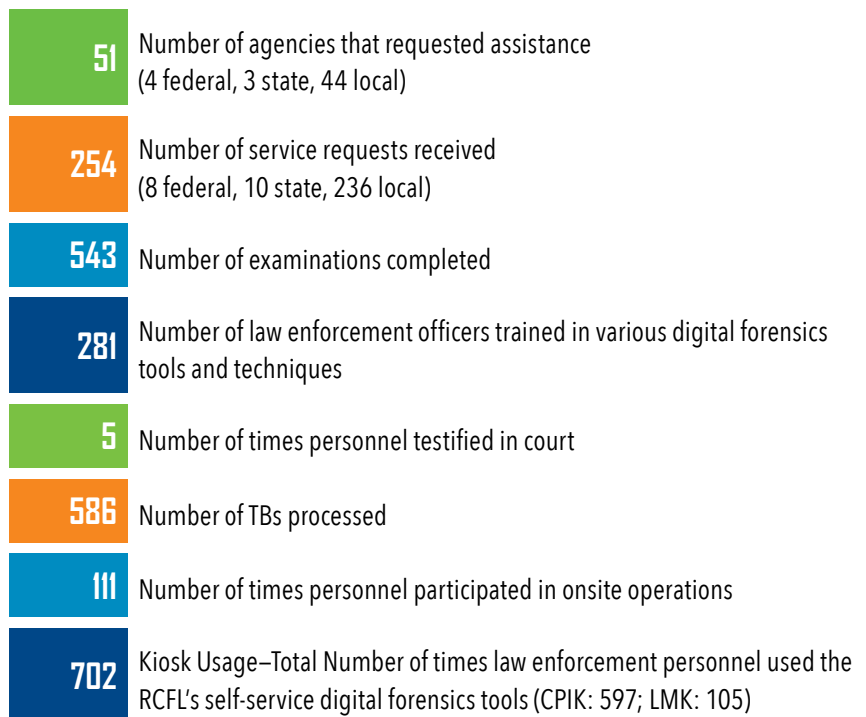 51
Number of agencies that requested assistance
(4 federal, 3 state, 44 local)
254
Number of service requests received
(8 federal, 10 state, 236 local)
543
Number of examinations completed
281
Number of law enforcement officers trained in various digital forensics
tools and techniques
5
Number of times personnel testified in court
586
Number of TBs processed
111
Number of times personnel participated in onsite operations
702
Kiosk Usage—Total Number of times law enforcement personnel used the
RCFL's self-service digital forensics tools (CPIK: 597; LMK: 105)